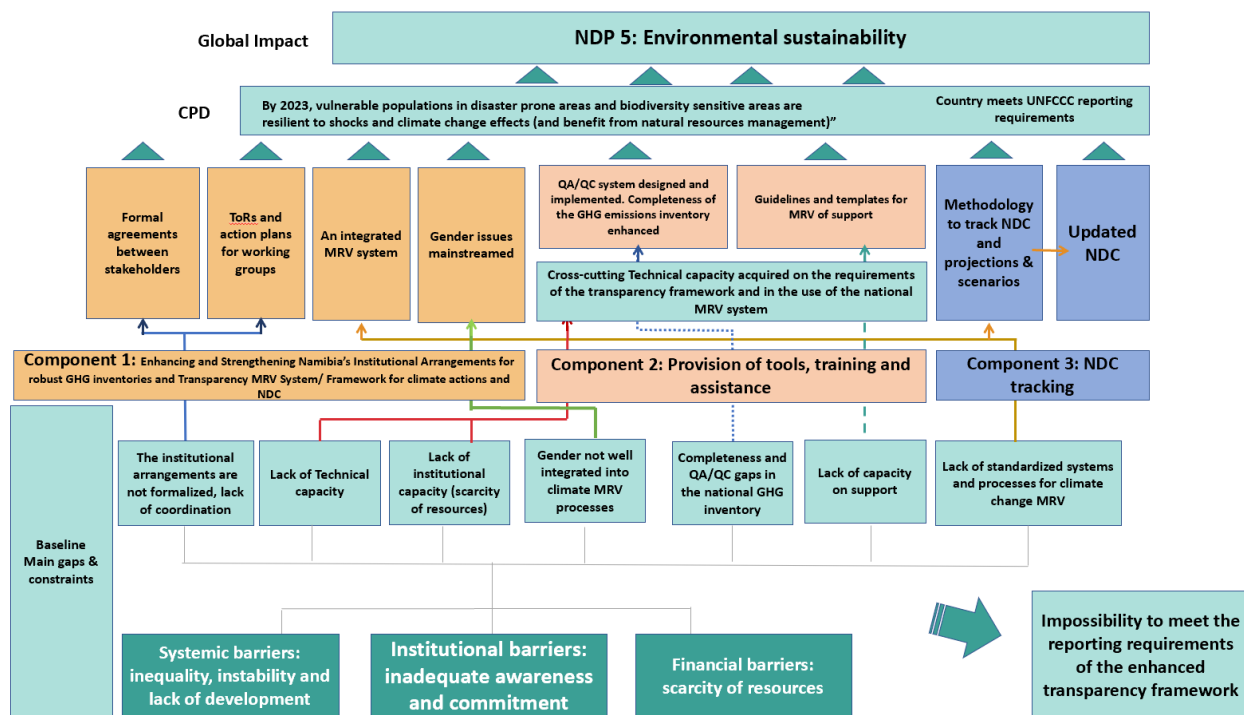 Global Impact
NDP 5: Environmental sustainability
CPD
By 2023, vulnerable populations in disaster prone areas and biodiversity sensitive areas are
resilient to shocks and climate change effects (and benefit from natural resources management)”
Country meets UNFCCC reporting
requirements
Formal
agreements
between
stakeholders
ToRs and
action plans
for working
groups
An integrated
MRV system
Gender issues
mainstreamed
QA/QC system designed and
implemented. Completeness of
the GHG emissions inventory
enhanced
Guidelines and templates for
MRV of support
Methodology
to track NDC
and
projections &
scenarios
Updated
NDC
Cross-cutting Technical capacity acquired on the requirements
of the transparency framework and in the use of the national
MRV system
Component 1: Enhancing and Strengthening Namibia’s Institutional Arrangements for
robust GHG inventories and Transparency MRV System/ Framework for climate actions and
NDC
Component 2: Provision of tools, training and
assistance
Component 3: NDC
tracking
Baseline
Main gaps &
constraints
The institutional
arrangements are
not formalized, lack
of coordination
Lack of Technical
capacity
Lack of
institutional
capacity (scarcity
of resources)
Gender not well
integrated into
climate MRV
processes
Completeness and
QA/QC gaps in
the national GHG
inventory
Lack of capacity
on support
Lack of standardized systems
and processes for climate
change MRV
Systemic barriers:
inequality, instability and
lack of development
Institutional barriers:
inadequate awareness
and commitment
Financial barriers:
scarcity of resources
Impossibility to meet the
reporting requirements
of the enhanced
transparency framework